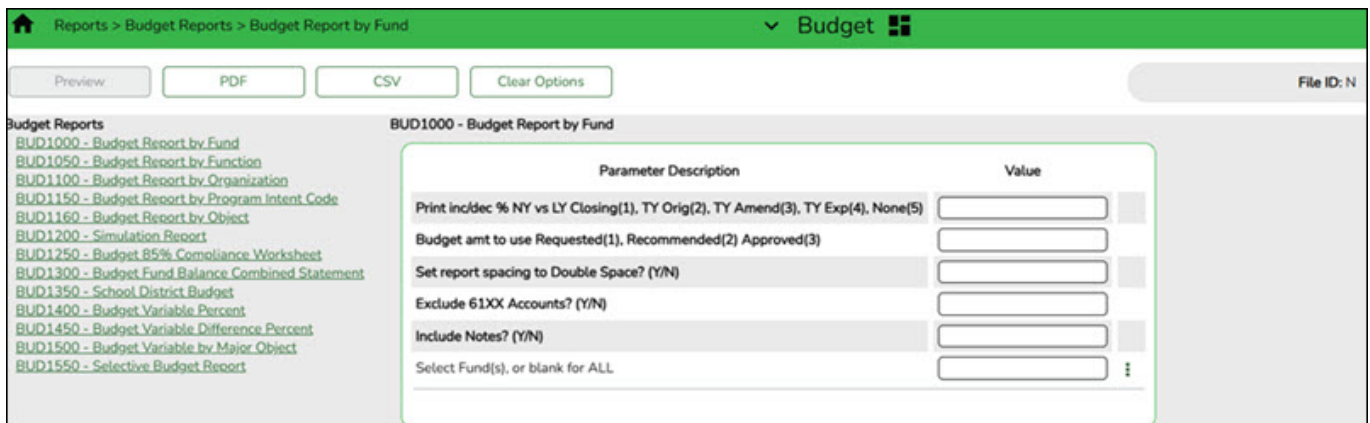 Reports > Budget Reports > Budget Report by Fund
Budget
Preview
PDF
CSV
Clear Options
File ID: N
Budget Reports
BUD1000 - Budget Report by Fund
BUD1050 - Budget Report by Function
BUD1100 - Budget Report by Organization
BUD1150 - Budget Report by Program Intent Code
BUD1160 - Budget Report by Object
BUD1200 - Simulation Report
BUD1250 - Budget 85% Compliance Worksheet
BUD1300 - Budget Fund Balance Combined Statement
BUD1350 - School District Budget
BUD1400 - Budget Variable Percent
BUD1450 - Budget Variable Difference Percent
BUD1500 - Budget Variable by Major Object
BUD1550 - Selective Budget Report
BUD1000 - Budget Report by Fund
Parameter Description Value
Print inc/dec % NY vs LY Closing(1), TY Orig(2), TY Amend(3), TY Exp(4), None(5)
Budget amt to use Requested(1), Recommended(2) Approved(3)
Set report spacing to Double Space? (Y/N)
Exclude 61XX Accounts? (Y/N)
Include Notes? (Y/N)
Select Fund(s), or blank for ALL